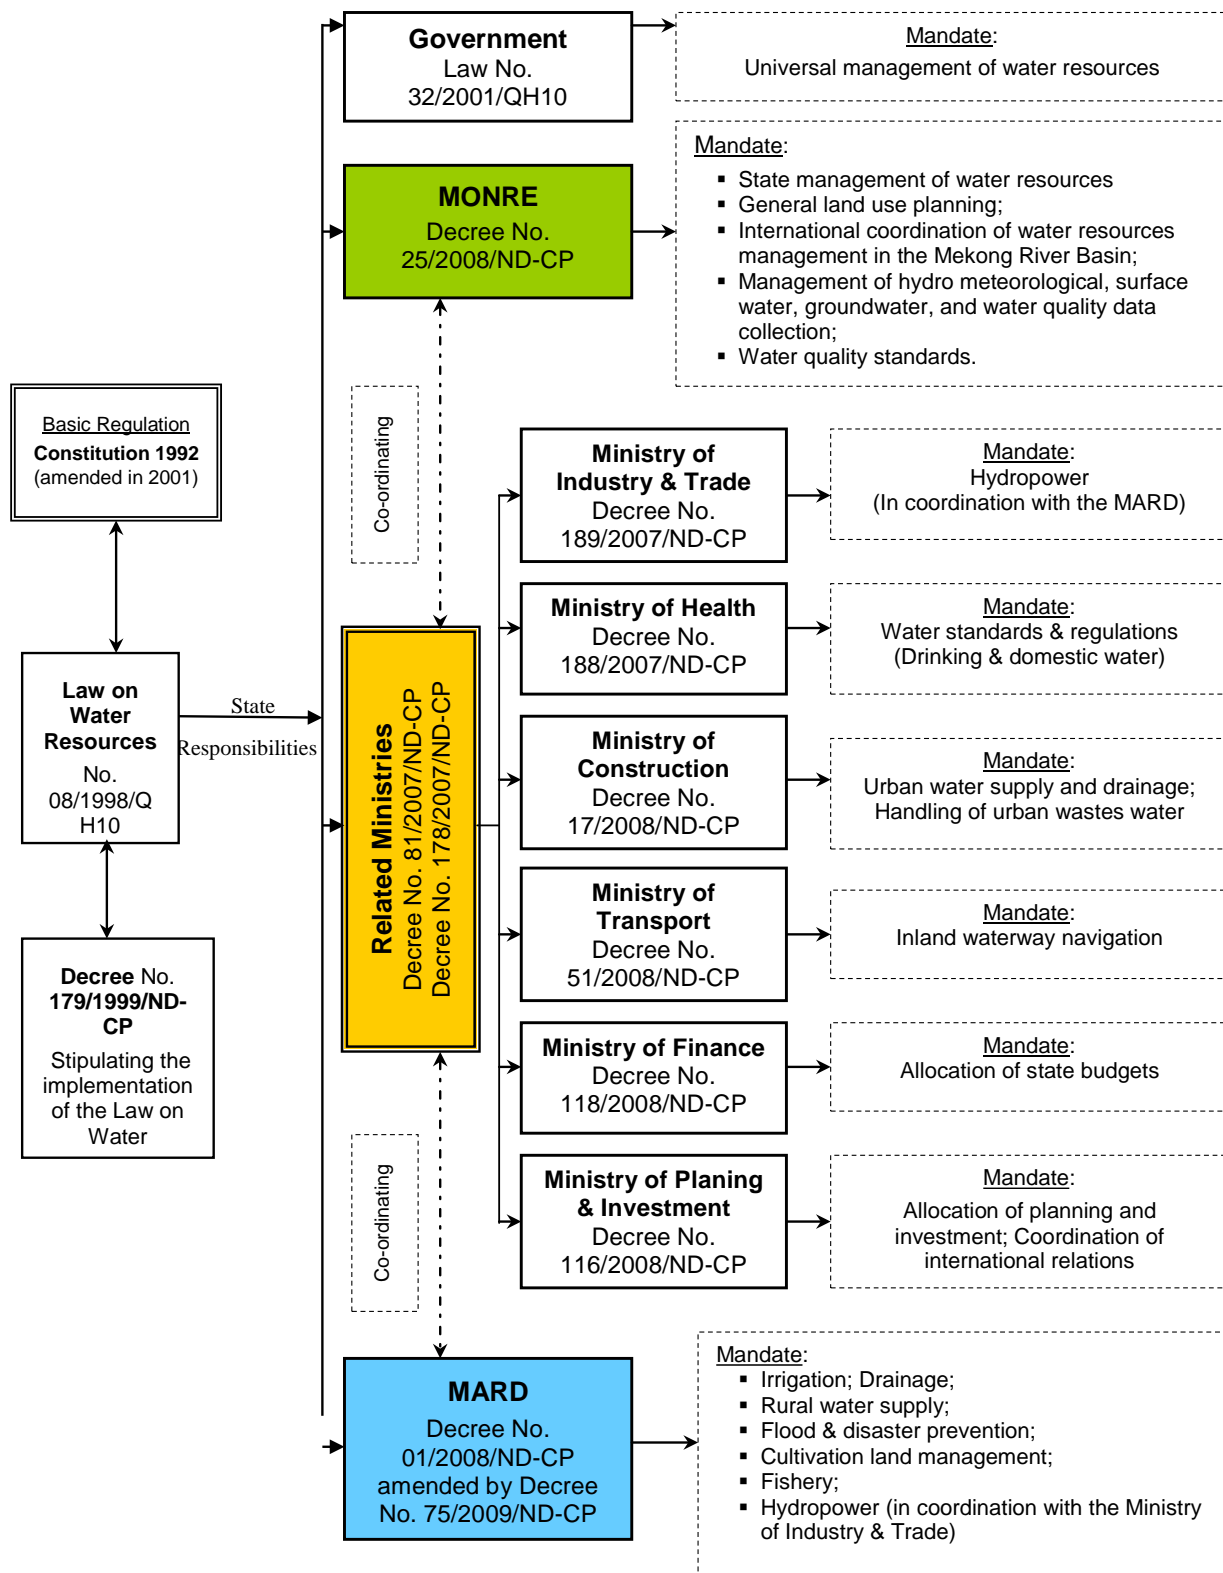 Government
Law No.
32/2001/QH10
Mandate:
Universal management of water resources
MONRE
Decree No.
25/2008/ND-CP
Mandate:
▪ State management of water resources
▪ General land use planning;
▪ International coordination of water resources
management in the Mekong River Basin;
▪ Management of hydro meteorological, surface
water, groundwater, and water quality data
collection;
▪ Water quality standards.
Basic Regulation
Constitution 1992
(amended in 2001)
Co-ordinating
Law on
Water
Resources
No.
08/1998/Q
H10
State
Responsibilities
Decree No.
179/1999/ND-
CP
Stipulating the
implementation
of the Law on
Water
Related Ministries
Decree No. 81/2007/ND-CP
Decree No. 178/2007/ND-CP
Ministry of
Industry & Trade
Decree No.
189/2007/ND-CP
Mandate:
Hydropower
(In coordination with the MARD)
Ministry of Health
Decree No.
188/2007/ND-CP
Mandate:
Water standards & regulations
(Drinking & domestic water)
Ministry of
Construction
Decree No.
17/2008/ND-CP
Mandate:
Urban water supply and drainage;
Handling of urban wastes water
Ministry of
Transport
Decree No.
51/2008/ND-CP
Mandate:
Inland waterway navigation
Ministry of Finance
Decree No.
118/2008/ND-CP
Mandate:
Allocation of state budgets
Ministry of Planing
& Investment
Decree No.
116/2008/ND-CP
Mandate:
Allocation of planning and
investment; Coordination of
international relations
Co-ordinating
MARD
Decree No.
01/2008/ND-CP
amended by Decree
No. 75/2009/ND-CP
Mandate:
▪ Irrigation; Drainage;
▪ Rural water supply;
▪ Flood & disaster prevention;
▪ Cultivation land management;
▪ Fishery;
▪ Hydropower (in coordination with the Ministry
of Industry & Trade)